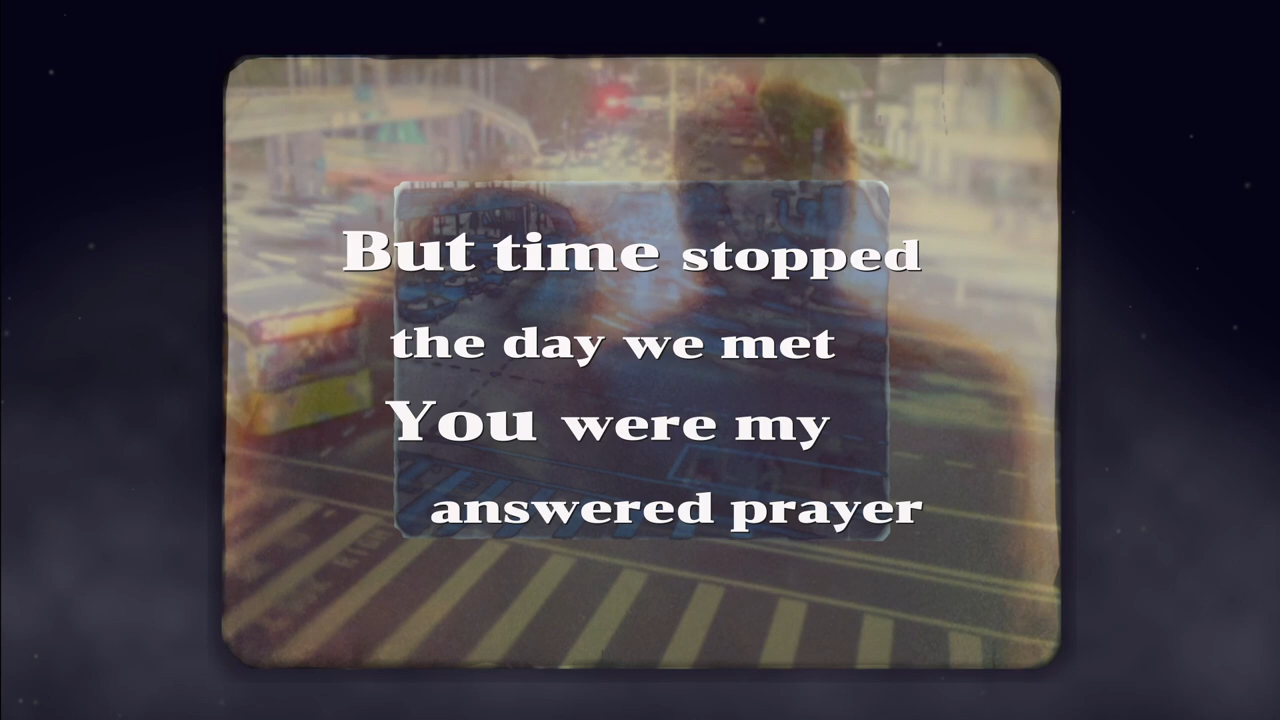 But time stopped
the day we met
You were my
answered prayer